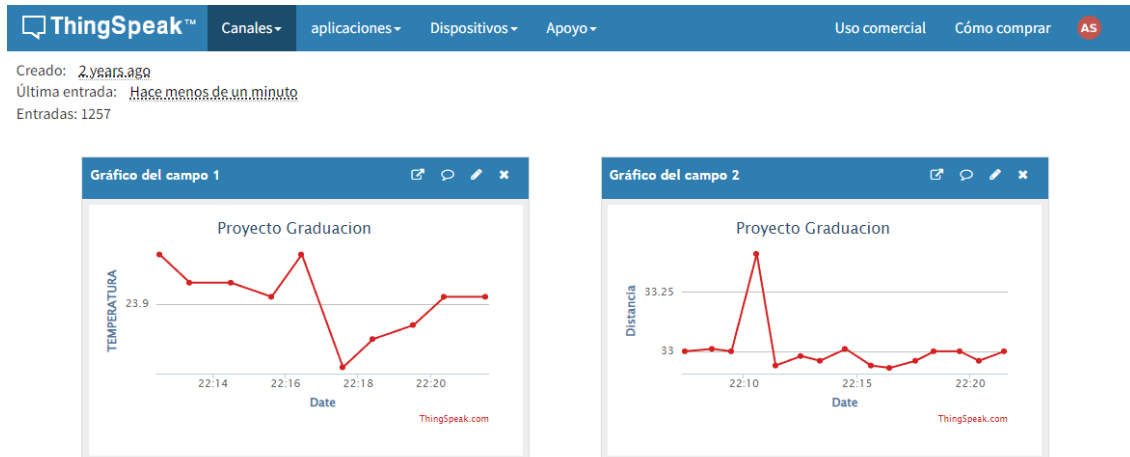 ThingSpeak™ Canales aplicaciones Dispositivos Apoyo Uso comercial Cómo comprar AS
Creado: 2 years ago
Última entrada: Hace menos de un minuto
Entradas: 1257
Gráfico del campo 1
Proyecto Graduacion
TEMPERATURA
23.9
22:14 22:16 22:18 22:20
Date
ThingSpeak.com
Gráfico del campo 2
Proyecto Graduacion
Distancia
33.25
33
22:10 22:15 22:20
Date
ThingSpeak.com